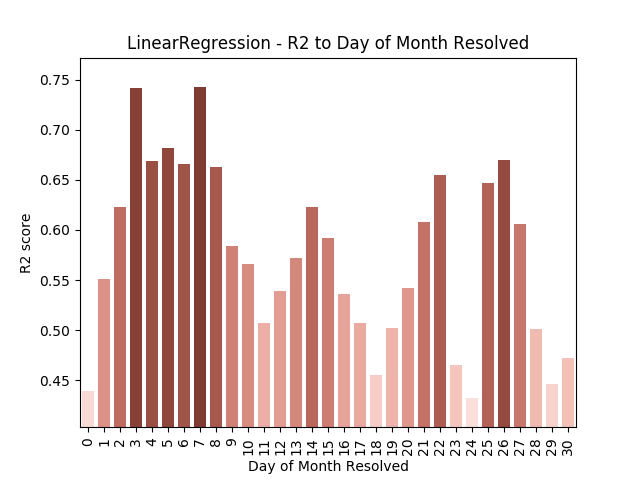 LinearRegression - R2 to Day of Month Resolved
R2 score
0.75
0.70
0.65
0.60
0.55
0.50
0.45
0 1 2 3 4 5 6 7 8 9 10 11 12 13 14 15 16 17 18 19 20 21 22 23 24 25 26 27 28 29 30
Day of Month Resolved